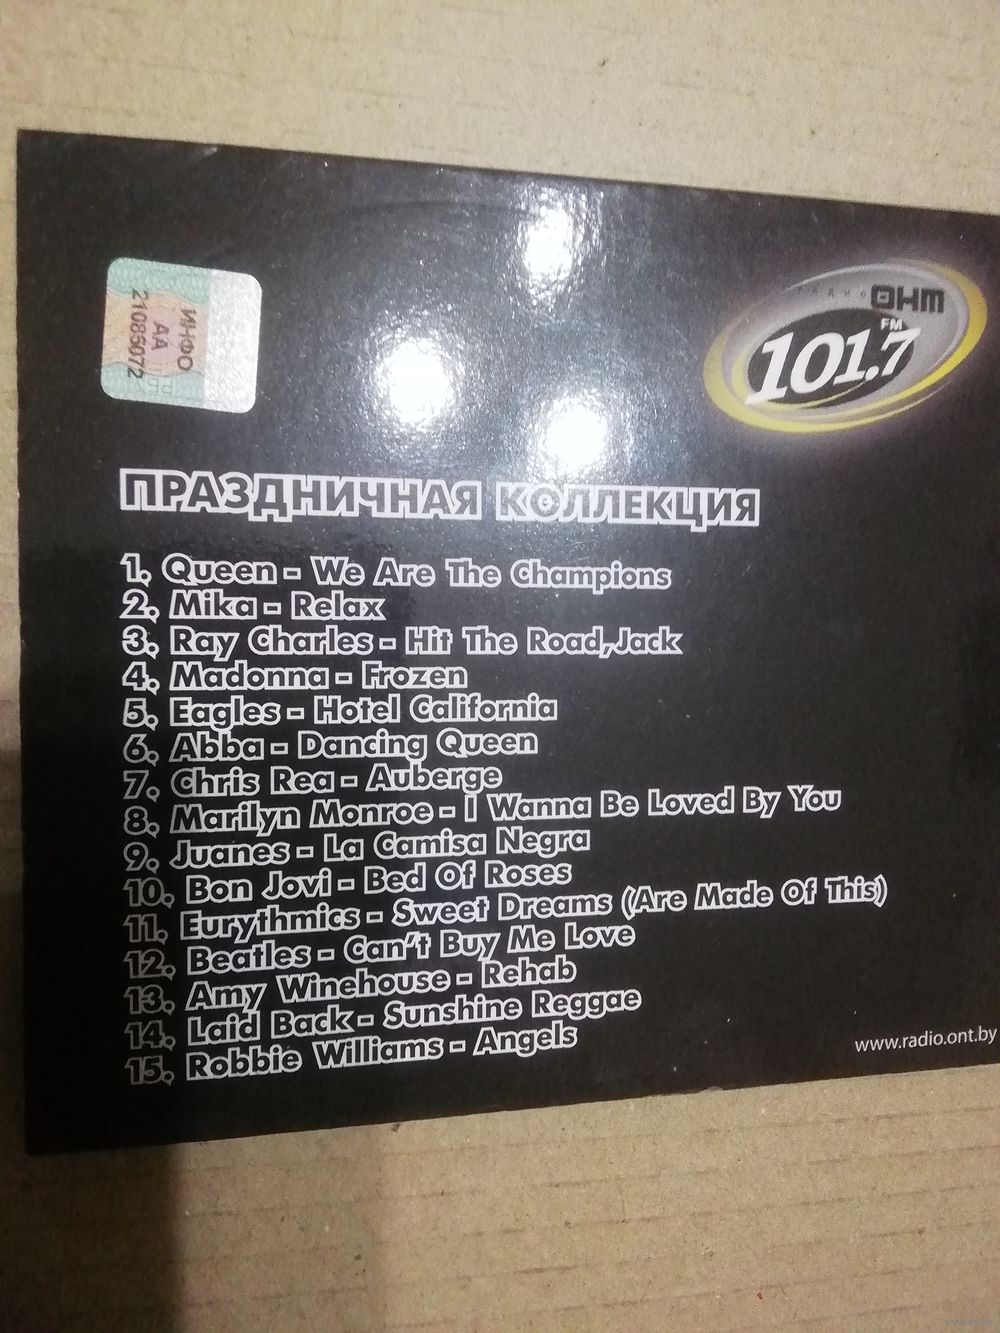 РАДИО ОНТ
FM
101.7
ИНФО
АА
21085072
РБ
ПРАЗДНИЧНАЯ КОЛЛЕКЦИЯ
1. Queen - We Are The Champions
2. Mika - Relax
3. Ray Charles - Hit The Road,Jack
4. Madonna - Frozen
5. Eagles - Hotel California
6. Abba - Dancing Queen
7. Chris Rea - Auberge
8. Marilyn Monroe - I Wanna Be Loved By You
9. Juanes - La Camisa Negra
10. Bon Jovi - Bed Of Roses
11. Eurythmics - Sweet Dreams (Are Made Of This)
12. Beatles - Can't Buy Me Love
13. Amy Winehouse - Rehab
14. Laid Back - Sunshine Reggae
15. Robbie Williams - Angels
www.radio.ont.by